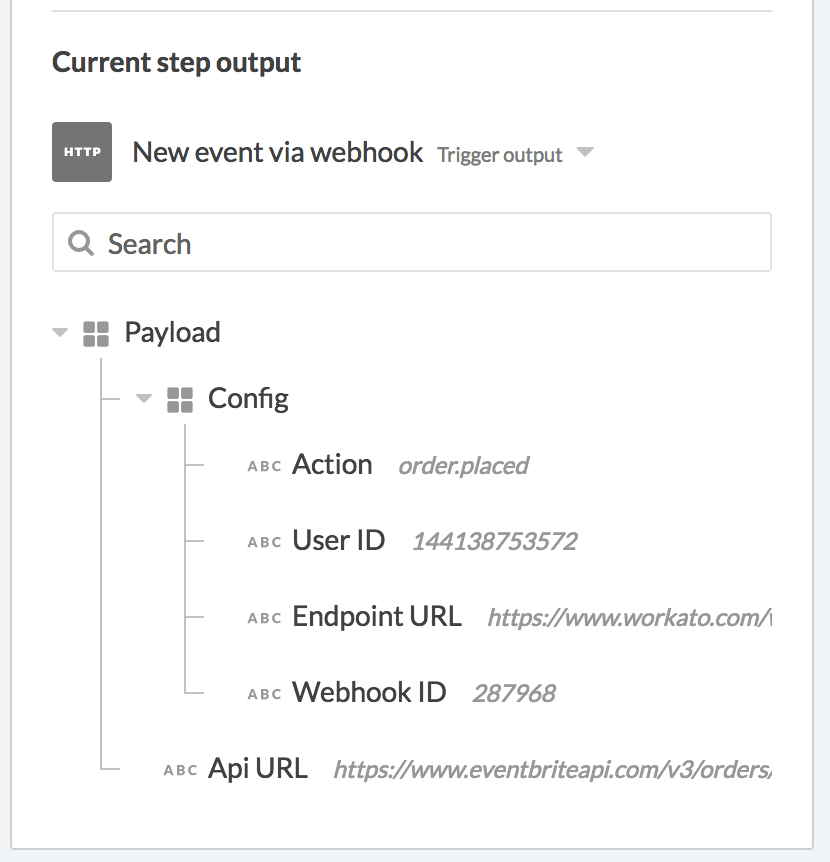 Current step output
HTTP New event via webhook Trigger output
Search
Payload
Config
ABC Action order.placed
ABC User ID 144138753572
ABC Endpoint URL https://www.workato.com/
ABC Webhook ID 287968
ABC Api URL https://www.eventbriteapi.com/v3/orders/